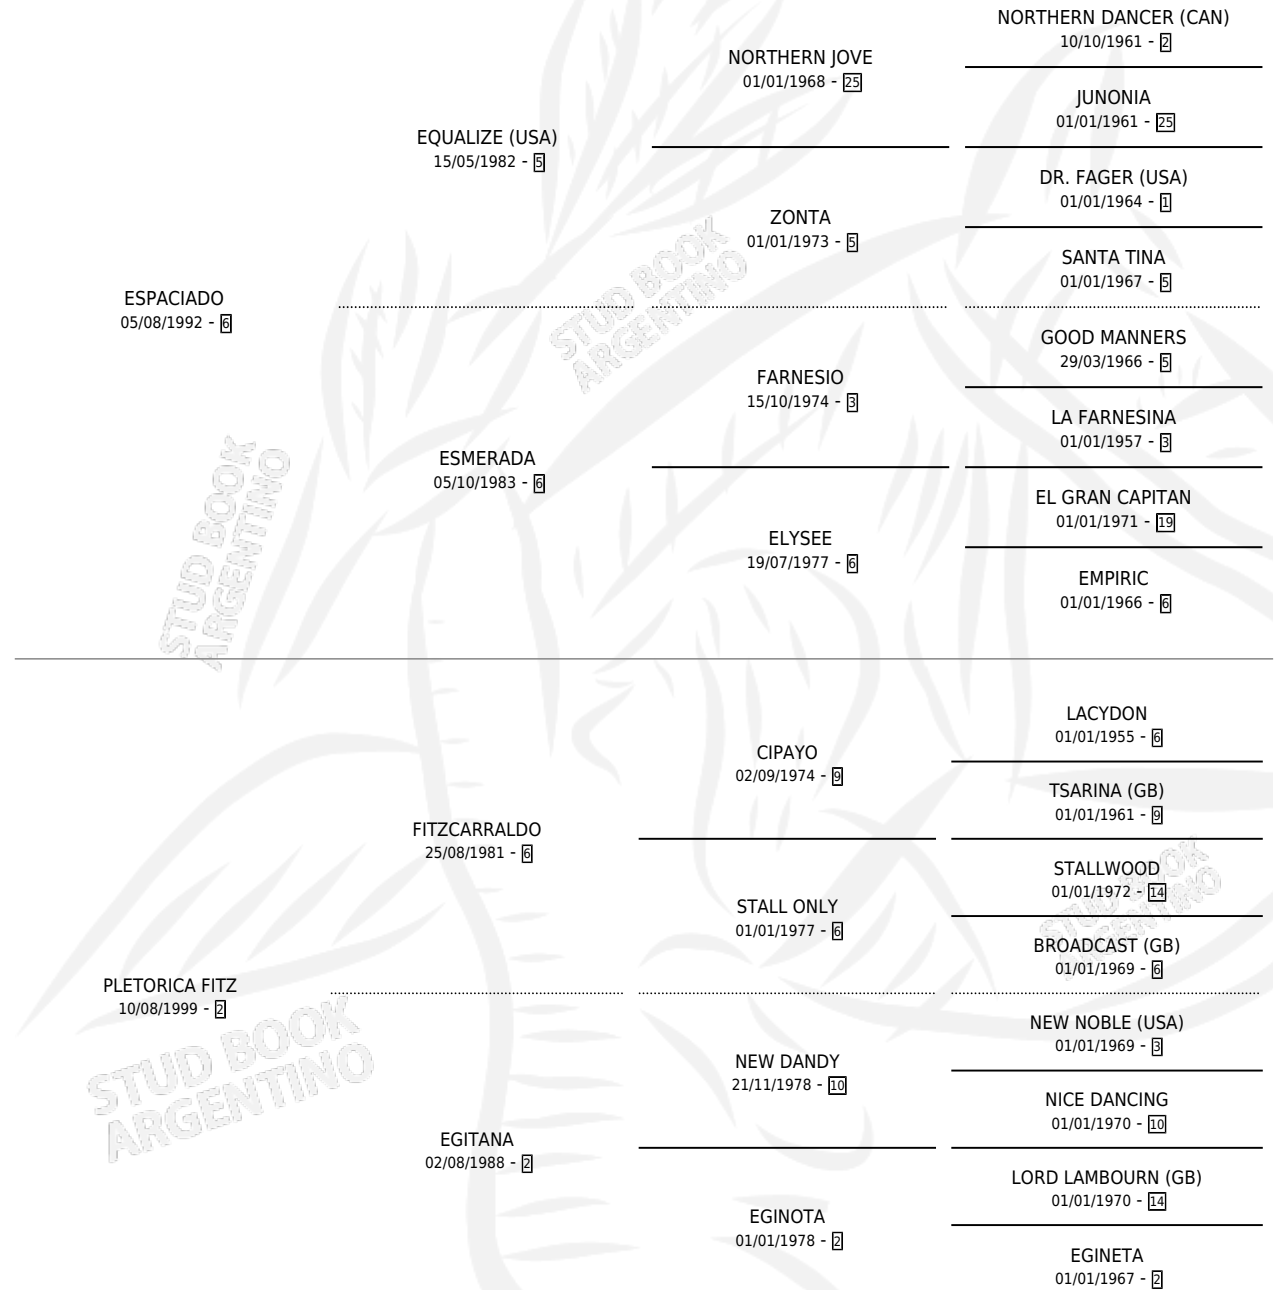 NORTHERN DANCER (CAN)
10/10/1961 - 2
NORTHERN JOVE
01/01/1968 - 25
JUNONIA
01/01/1961 - 25
EQUALIZE (USA)
15/05/1982 - 5
DR. FAGER (USA)
01/01/1964 - 1
ZONTA
01/01/1973 - 5
SANTA TINA
01/01/1967 - 5
ESPACIADO
05/08/1992 - 6
GOOD MANNERS
29/03/1966 - 5
FARNESIO
15/10/1974 - 3
LA FARNESINA
01/01/1957 - 3
ESMERADA
05/10/1983 - 6
EL GRAN CAPITAN
01/01/1971 - 19
ELYSEE
19/07/1977 - 6
EMPIRIC
01/01/1966 - 6
STUD BOOK
ARGENTINO
STUD BOOK
ARGENTINO
LACYDON
01/01/1955 - 6
CIPAYO
02/09/1974 - 9
TSARINA (GB)
01/01/1961 - 9
FITZCARRALDO
25/08/1981 - 6
STALLWOOD
01/01/1972 - 14
STALL ONLY
01/01/1977 - 6
BROADCAST (GB)
01/01/1969 - 6
PLETORICA FITZ
10/08/1999 - 2
NEW NOBLE (USA)
01/01/1969 - 3
NEW DANDY
21/11/1978 - 10
NICE DANCING
01/01/1970 - 10
EGITANA
02/08/1988 - 2
LORD LAMBOURN (GB)
01/01/1970 - 14
EGINOTA
01/01/1978 - 2
EGINETA
01/01/1967 - 2
STUD BOOK
ARGENTINO
STUD BOOK
ARGENTINO